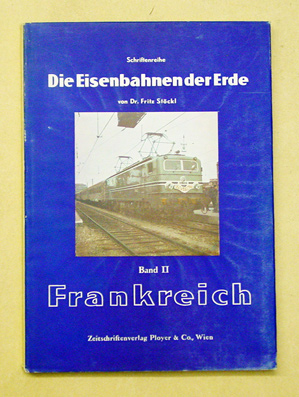 Schriftenreihe
Die Eisenbahnen der Erde
von Dr. Fritz Stöckl
Band II
Frankreich
Zeitschriftenverlag Ployer & Co., Wien